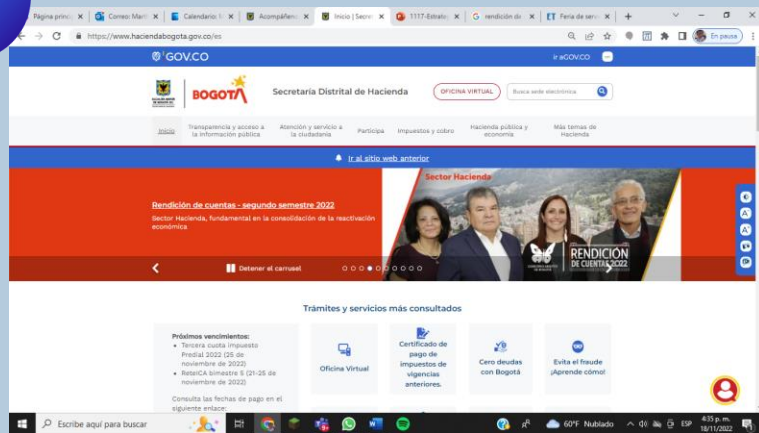 Página princi
Correo: Mart
Calendario:
Acompáñen
Inicio | Secre
1117-Estrate
rendición de
Feria de serv
https://www.haciendabogota.gov.co/es
En pausa
GOV.CO
Ir a GOV.CO
BOGOTÁ
Secretaría Distrital de Hacienda
OFICINA VIRTUAL
Busca sede electrónica
Inicio
Transparencia y acceso a
la información pública
Atención y servicio a
la ciudadanía
Participa
Impuestos y cobro
Hacienda pública y
economía
Más temas de
Hacienda
Ir al sitio web anterior
Sector Hacienda
Rendición de cuentas - segundo semestre 2022
Sector Hacienda, fundamental en la consolidación de la reactivación
económica
RENDICIÓN
DE CUENTAS 2022
Detener el carrusel
Trámites y servicios más consultados
Próximos vencimientos:
• Tercera cuota impuesto
Predial 2022 (25 de
noviembre de 2022)
• ReteICA bimestre 5 (21-25 de
noviembre de 2022)
Consulta las fechas de pago en el
siguiente enlace:
Oficina Virtual
Certificado de
pago de
impuestos de
vigencias
anteriores.
Cero deudas
con Bogotá
Evita el fraude
¡Aprende cómo!
Escribe aquí para buscar
60°F Nublado
ESP
4:35 p. m.
18/11/2022